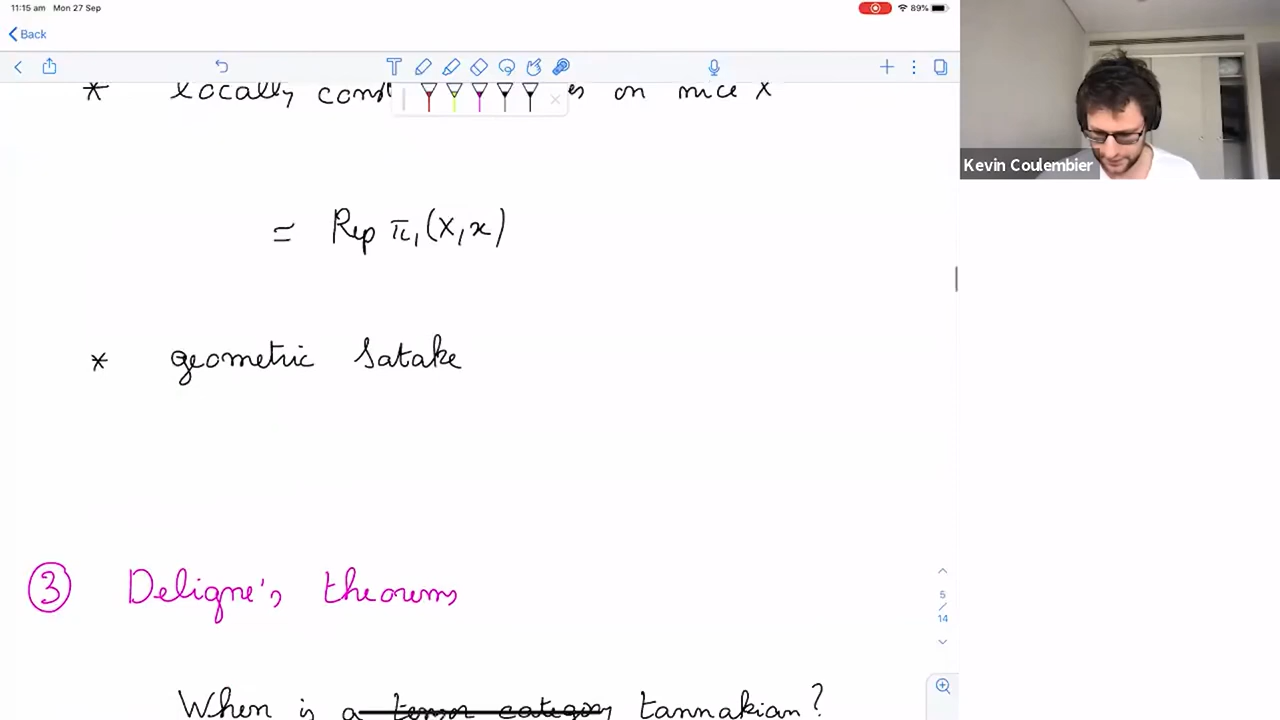 11:15 am Mon 27 Sep
89%
Back
* locally const es on nice X
≃ Rep π₁(X,x)
* geometric Satake
③ Deligne's theorems
5
/
14
When is a tensor category tannakian?
Kevin Coulembier